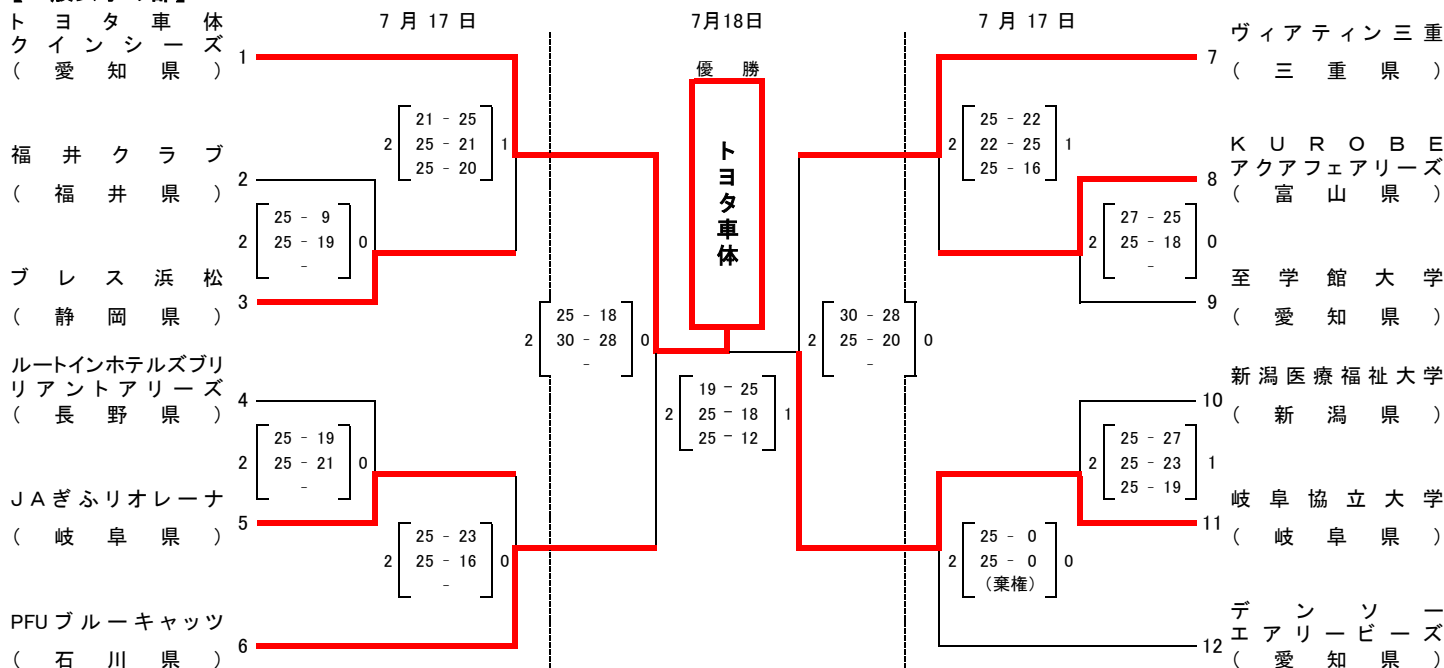 7月17日
7月18日
7月17日
トヨタ車体
クインシーズ
(愛知県)
1
福井クラブ
(福井県)
2
ブレス浜松
(静岡県)
3
ルートインホテルズブリ
リアントアリーズ
(長野県)
4
JAぎふリオレーナ
(岐阜県)
5
PFUブルーキャッツ
(石川県)
6
2
21 - 25
25 - 21
25 - 20
1
2
25 - 9
25 - 19
-
0
2
25 - 19
25 - 21
-
0
2
25 - 23
25 - 16
-
0
2
25 - 18
30 - 28
-
0
優勝
トヨタ車体
2
19 - 25
25 - 18
25 - 12
1
2
30 - 28
25 - 20
-
0
2
25 - 22
22 - 25
25 - 16
1
2
27 - 25
25 - 18
-
0
2
25 - 27
25 - 23
25 - 19
1
2
25 - 0
25 - 0
(棄権)
0
7
ヴィアティン三重
(三重県)
8
KUROBE
アクアフェアリーズ
(富山県)
9
至学館大学
(愛知県)
10
新潟医療福祉大学
(新潟県)
11
岐阜協立大学
(岐阜県)
12
デンソー
エアリービーズ
(愛知県)